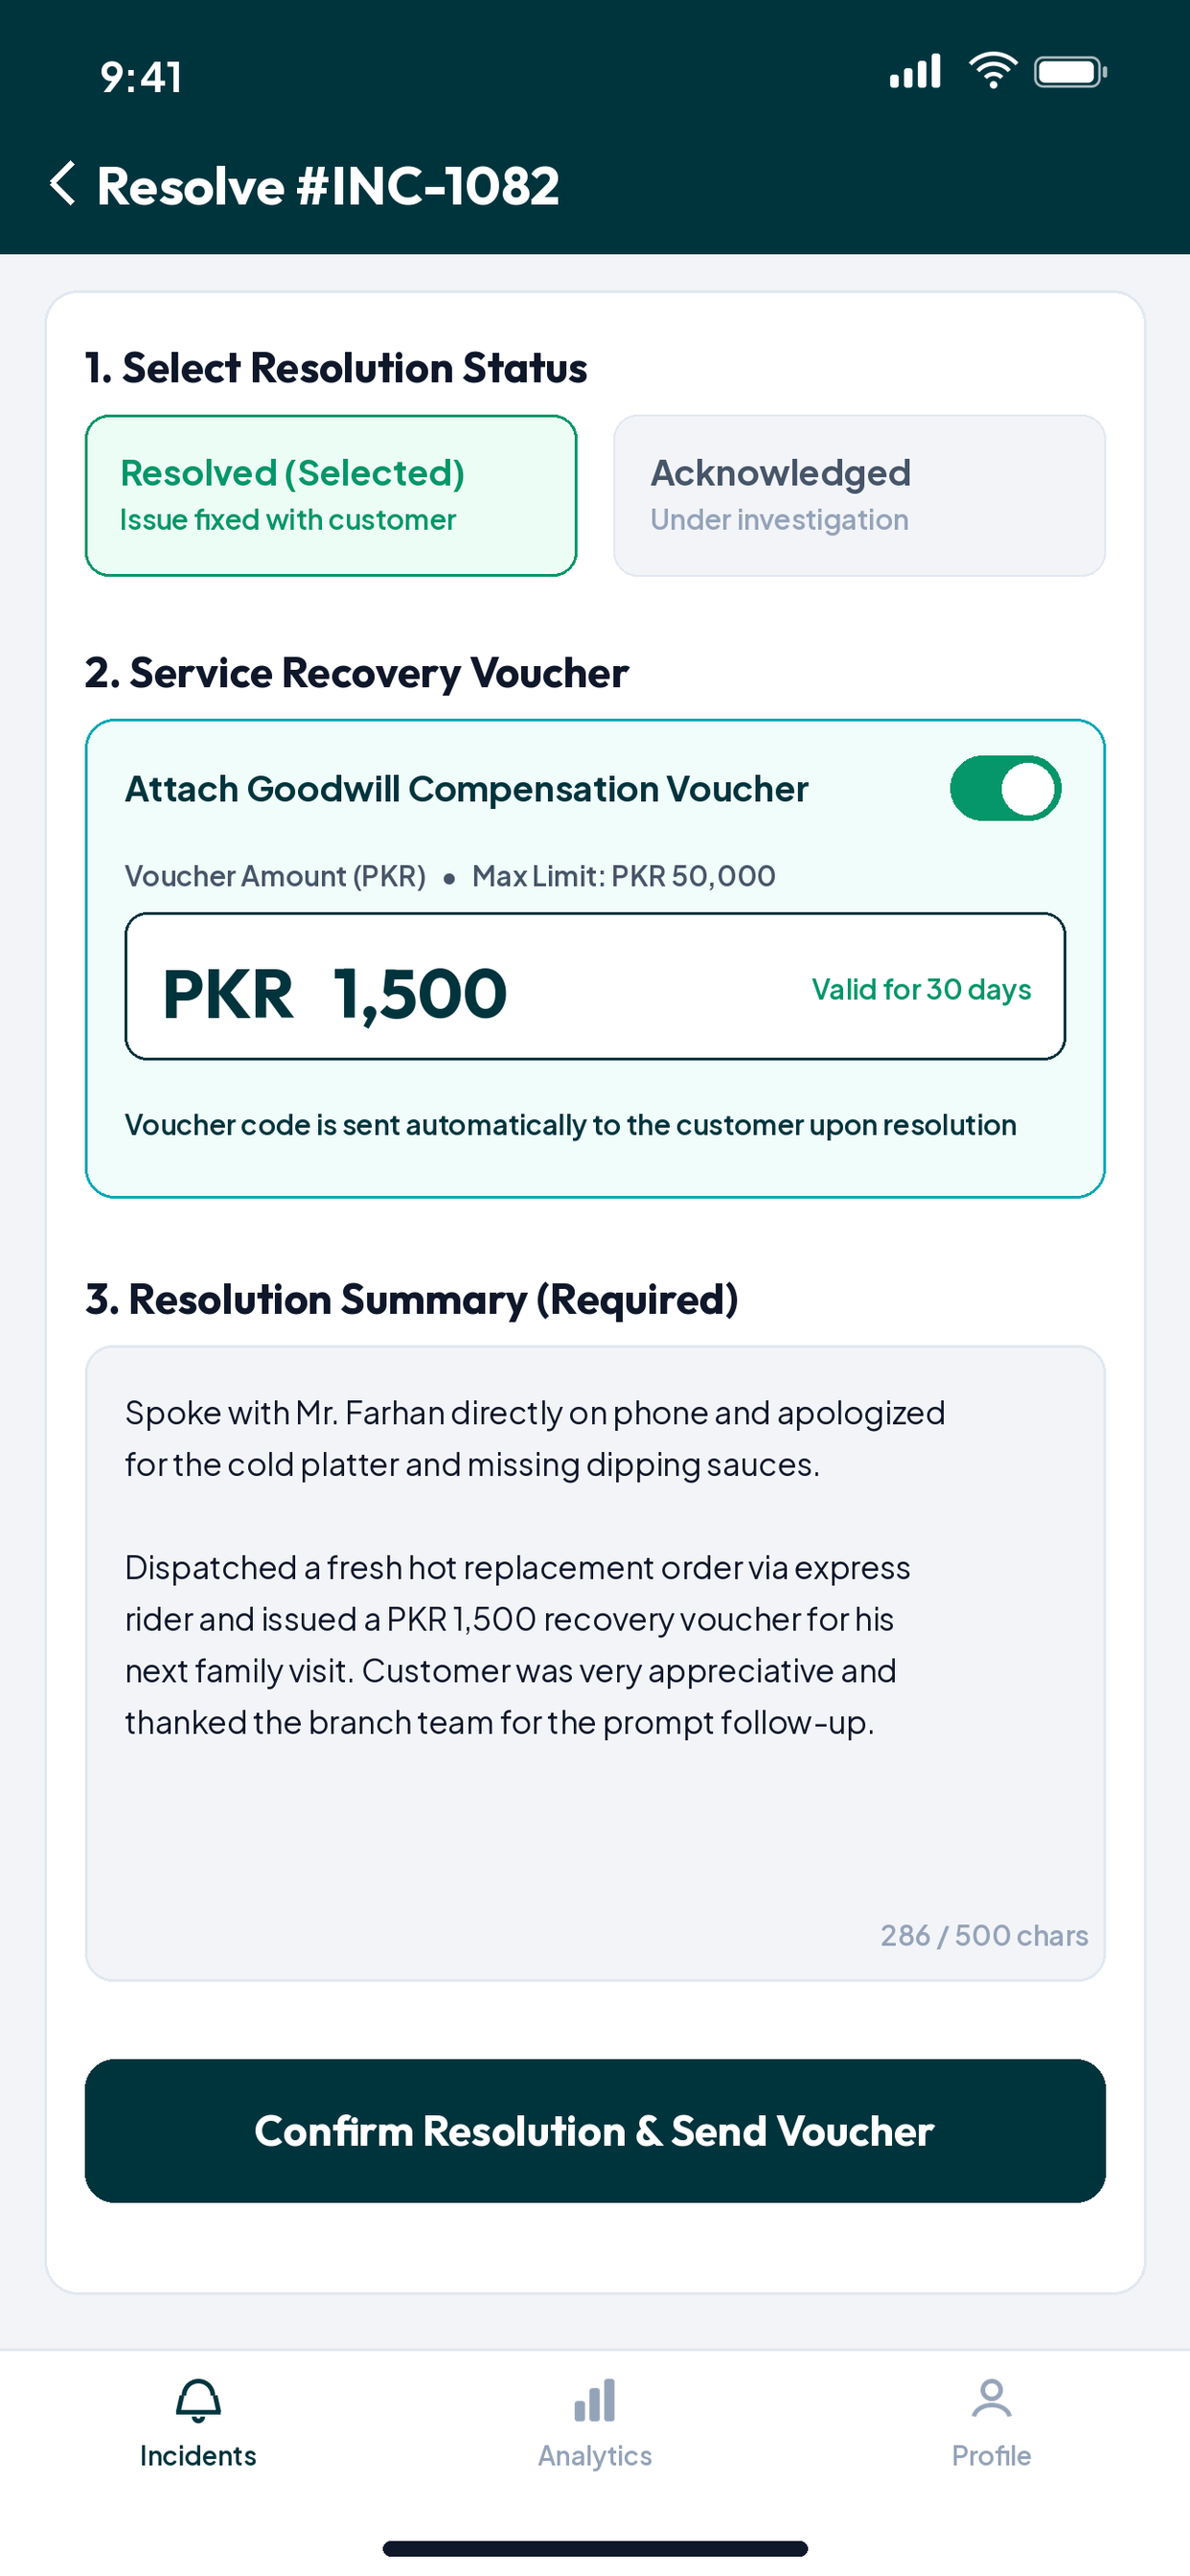 9:41
Resolve #INC-1082
1. Select Resolution Status
Resolved (Selected)
Issue fixed with customer
Acknowledged
Under investigation
2. Service Recovery Voucher
Attach Goodwill Compensation Voucher
Voucher Amount (PKR) • Max Limit: PKR 50,000
PKR 1,500
Valid for 30 days
Voucher code is sent automatically to the customer upon resolution
3. Resolution Summary (Required)
Spoke with Mr. Farhan directly on phone and apologized
for the cold platter and missing dipping sauces.
Dispatched a fresh hot replacement order via express
rider and issued a PKR 1,500 recovery voucher for his
next family visit. Customer was very appreciative and
thanked the branch team for the prompt follow-up.
286 / 500 chars
Confirm Resolution & Send Voucher
Incidents
Analytics
Profile